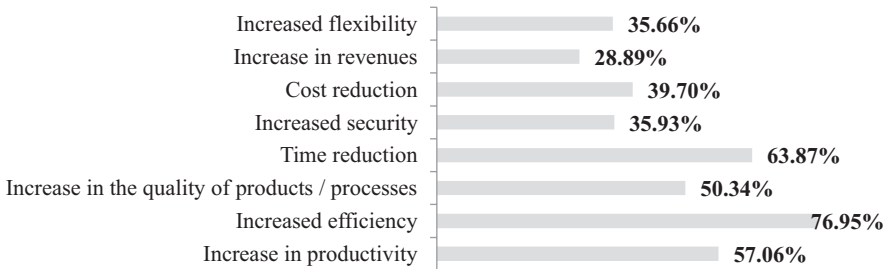 Increased flexibility 35.66%
Increase in revenues 28.89%
Cost reduction 39.70%
Increased security 35.93%
Time reduction 63.87%
Increase in the quality of products / processes 50.34%
Increased efficiency 76.95%
Increase in productivity 57.06%